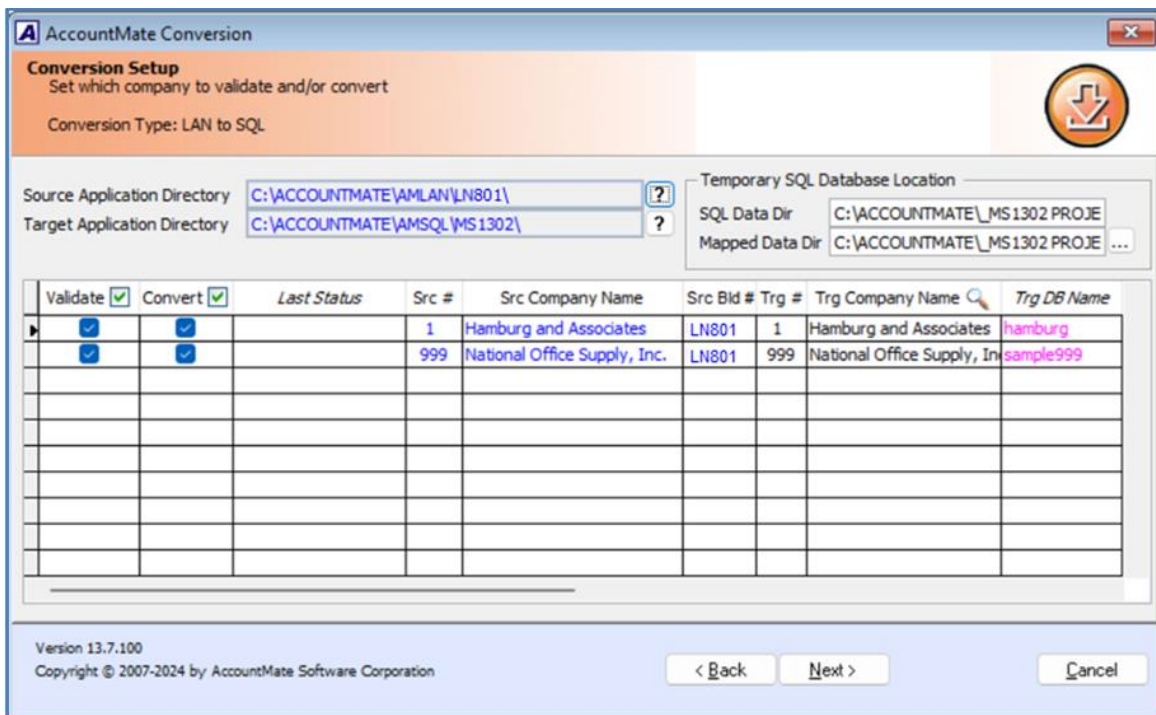 AccountMate Conversion
Conversion Setup
Set which company to validate and/or convert
Conversion Type: LAN to SQL
Source Application Directory C:\ACCOUNTMATE\AMLAN\LN801\ ?
Target Application Directory C:\ACCOUNTMATE\AMSQL\MS1302\ ?
Temporary SQL Database Location
SQL Data Dir C:\ACCOUNTMATE\_MS1302 PROJE
Mapped Data Dir C:\ACCOUNTMATE\_MS1302 PROJE ...
Validate Convert Last Status Src # Src Company Name Src Bld # Trg # Trg Company Name Trg DB Name
1 Hamburg and Associates LN801 1 Hamburg and Associates hamburg
999 National Office Supply, Inc. LN801 999 National Office Supply, In sample999
Version 13.7.100
Copyright © 2007-2024 by AccountMate Software Corporation
< Back Next > Cancel